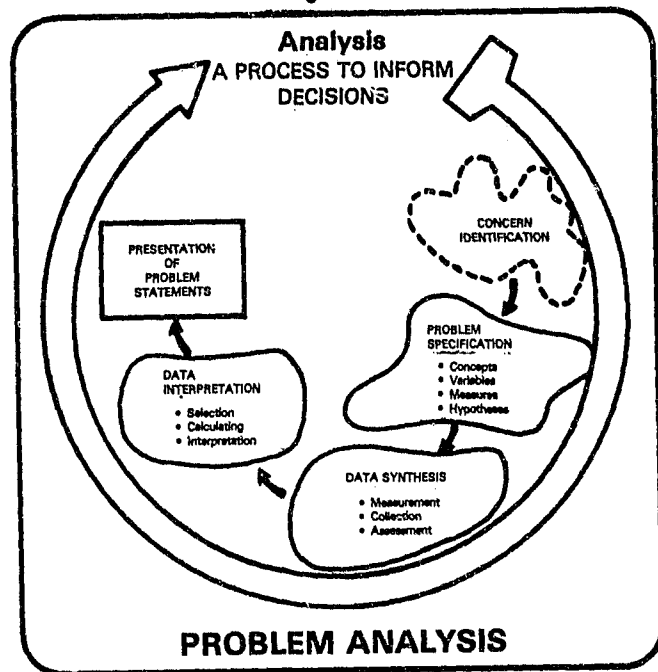 Analysis
A PROCESS TO INFORM
DECISIONS
CONCERN
IDENTIFICATION
PROBLEM
SPECIFICATION
• Concepts
• Variables
• Measures
• Hypotheses
DATA SYNTHESIS
• Measurement
• Collection
• Assessment
DATA
INTERPRETATION
• Selection
• Calculating
• Interpretation
PRESENTATION
OF
PROBLEM
STATEMENTS
PROBLEM ANALYSIS